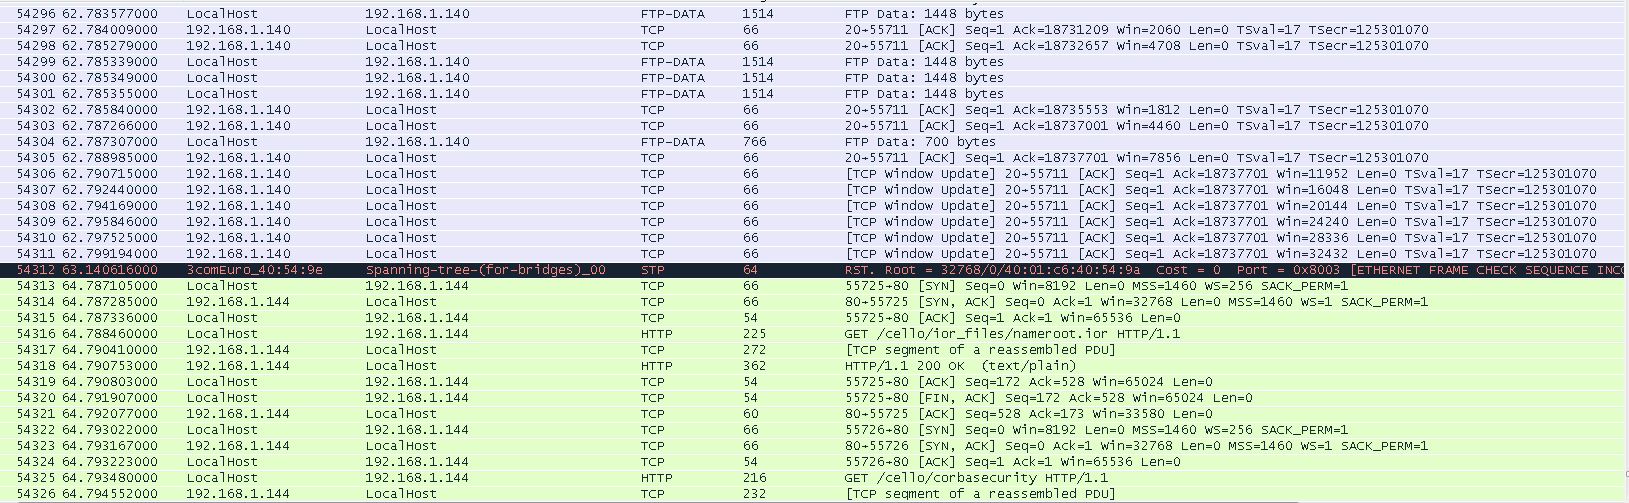 54296 62.783577000 LocalHost 192.168.1.140 FTP-DATA 1514 FTP Data: 1448 bytes
54297 62.784009000 192.168.1.140 LocalHost TCP 66 20→55711 [ACK] Seq=1 Ack=18731209 Win=2060 Len=0 TSval=17 TSecr=125301070
54298 62.785279000 192.168.1.140 LocalHost TCP 66 20→55711 [ACK] Seq=1 Ack=18732657 Win=4708 Len=0 TSval=17 TSecr=125301070
54299 62.785339000 LocalHost 192.168.1.140 FTP-DATA 1514 FTP Data: 1448 bytes
54300 62.785349000 LocalHost 192.168.1.140 FTP-DATA 1514 FTP Data: 1448 bytes
54301 62.785355000 LocalHost 192.168.1.140 FTP-DATA 1514 FTP Data: 1448 bytes
54302 62.785840000 192.168.1.140 LocalHost TCP 66 20→55711 [ACK] Seq=1 Ack=18735553 Win=1812 Len=0 TSval=17 TSecr=125301070
54303 62.787266000 192.168.1.140 LocalHost TCP 66 20→55711 [ACK] Seq=1 Ack=18737001 Win=4460 Len=0 TSval=17 TSecr=125301070
54304 62.787307000 LocalHost 192.168.1.140 FTP-DATA 766 FTP Data: 700 bytes
54305 62.788985000 192.168.1.140 LocalHost TCP 66 20→55711 [ACK] Seq=1 Ack=18737701 Win=7856 Len=0 TSval=17 TSecr=125301070
54306 62.790715000 192.168.1.140 LocalHost TCP 66 [TCP Window Update] 20→55711 [ACK] Seq=1 Ack=18737701 Win=11952 Len=0 TSval=17 TSecr=125301070
54307 62.792440000 192.168.1.140 LocalHost TCP 66 [TCP Window Update] 20→55711 [ACK] Seq=1 Ack=18737701 Win=16048 Len=0 TSval=17 TSecr=125301070
54308 62.794169000 192.168.1.140 LocalHost TCP 66 [TCP Window Update] 20→55711 [ACK] Seq=1 Ack=18737701 Win=20144 Len=0 TSval=17 TSecr=125301070
54309 62.795846000 192.168.1.140 LocalHost TCP 66 [TCP Window Update] 20→55711 [ACK] Seq=1 Ack=18737701 Win=24240 Len=0 TSval=17 TSecr=125301070
54310 62.797525000 192.168.1.140 LocalHost TCP 66 [TCP Window Update] 20→55711 [ACK] Seq=1 Ack=18737701 Win=28336 Len=0 TSval=17 TSecr=125301070
54311 62.799194000 192.168.1.140 LocalHost TCP 66 [TCP Window Update] 20→55711 [ACK] Seq=1 Ack=18737701 Win=32432 Len=0 TSval=17 TSecr=125301070
54312 63.140616000 3comEuro_40:54:9e Spanning-tree-(for-bridges)_00 STP 64 RST. Root = 32768/0/40:01:c6:40:54:9a Cost = 0 Port = 0x8003 [ETHERNET FRAME CHECK SEQUENCE INCO
54313 64.787105000 LocalHost 192.168.1.144 TCP 66 55725→80 [SYN] Seq=0 Win=8192 Len=0 MSS=1460 WS=256 SACK_PERM=1
54314 64.787285000 192.168.1.144 LocalHost TCP 66 80→55725 [SYN, ACK] Seq=0 Ack=1 Win=32768 Len=0 MSS=1460 WS=1 SACK_PERM=1
54315 64.787336000 LocalHost 192.168.1.144 TCP 54 55725→80 [ACK] Seq=1 Ack=1 Win=65536 Len=0
54316 64.788460000 LocalHost 192.168.1.144 HTTP 225 GET /cello/ior_files/nameroot.ior HTTP/1.1
54317 64.790410000 192.168.1.144 LocalHost TCP 272 [TCP segment of a reassembled PDU]
54318 64.790753000 192.168.1.144 LocalHost HTTP 362 HTTP/1.1 200 OK (text/plain)
54319 64.790803000 LocalHost 192.168.1.144 TCP 54 55725→80 [ACK] Seq=172 Ack=528 Win=65024 Len=0
54320 64.791907000 LocalHost 192.168.1.144 TCP 54 55725→80 [FIN, ACK] Seq=172 Ack=528 Win=65024 Len=0
54321 64.792077000 192.168.1.144 LocalHost TCP 60 80→55725 [ACK] Seq=528 Ack=173 Win=33580 Len=0
54322 64.793022000 LocalHost 192.168.1.144 TCP 66 55726→80 [SYN] Seq=0 Win=8192 Len=0 MSS=1460 WS=256 SACK_PERM=1
54323 64.793167000 192.168.1.144 LocalHost TCP 66 80→55726 [SYN, ACK] Seq=0 Ack=1 Win=32768 Len=0 MSS=1460 WS=1 SACK_PERM=1
54324 64.793223000 LocalHost 192.168.1.144 TCP 54 55726→80 [ACK] Seq=1 Ack=1 Win=65536 Len=0
54325 64.793480000 LocalHost 192.168.1.144 HTTP 216 GET /cello/corbasecurity HTTP/1.1
54326 64.794552000 192.168.1.144 LocalHost TCP 232 [TCP segment of a reassembled PDU]